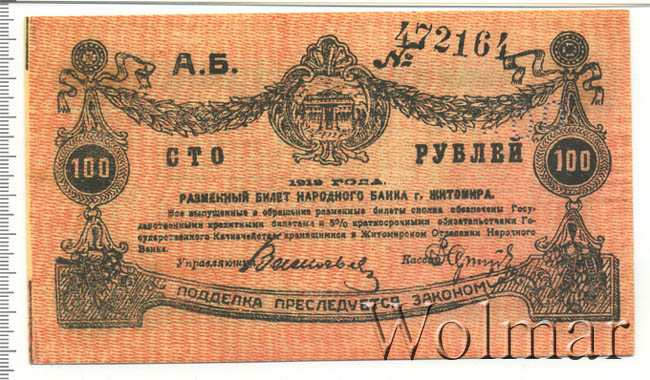 А.Б. № 472164
СТО РУБЛЕЙ
100 100
1919 ГОДА.
РАЗМЕННЫЙ БИЛЕТ НАРОДНОГО БАНКА г. ЖИТОМИРА.
Все выпущенные в обращение разменные билеты сполна обеспечены Госу-
дарственными кредитными билетами и 5% краткосрочными обязательствами Го-
сударственного Казначейства хранящимися в Житомирском Отделении Народного
Банка.
Управляющий Кассир
ПОДДЕЛКА ПРЕСЛЕДУЕТСЯ ЗАКОНОМ
Wolmar